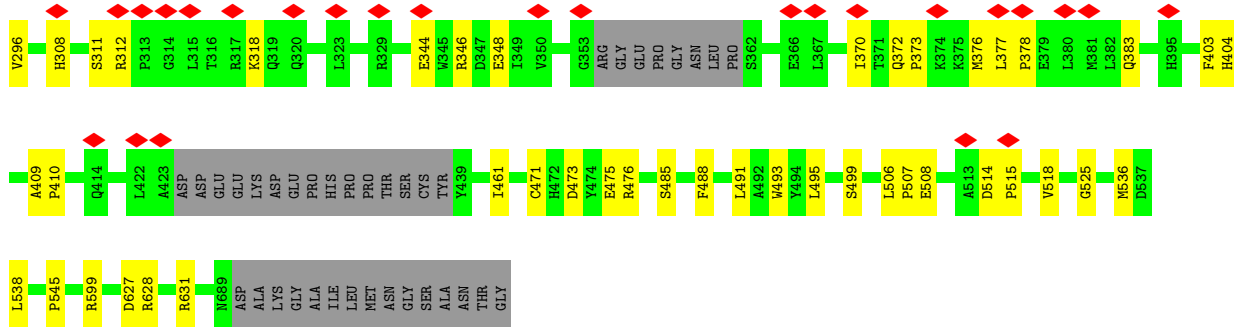 V296 H308 S311 R312 P313 G314 L315 T316 R317 K318 Q319 Q320 L323 R329 E344 W345 R346 D347 E348 I349 V350 G353 ARG GLY GLU PRO GLY ASN LEU PRO S362 E366 L367 I370 T371 Q372 P373 K374 K375 M376 L377 P378 E379 L380 M381 L382 Q383 H395 F403 H404
A409 P410 Q414 L422 A423 ASP ASP GLU GLU LYS ASP GLU PRO HIS PRO PRO THR SER CYS TYR Y439 I461 C471 H472 D473 Y474 E475 R476 S485 F488 L491 A492 W493 Y494 L495 S499 L506 P507 E508 A513 D514 P515 V518 G525 M536 D537
L538 P545 R599 D627 R628 R631 N689 ASP ALA LYS GLY ALA ILE LEU MET ASN GLY SER ALA ASN THR GLY